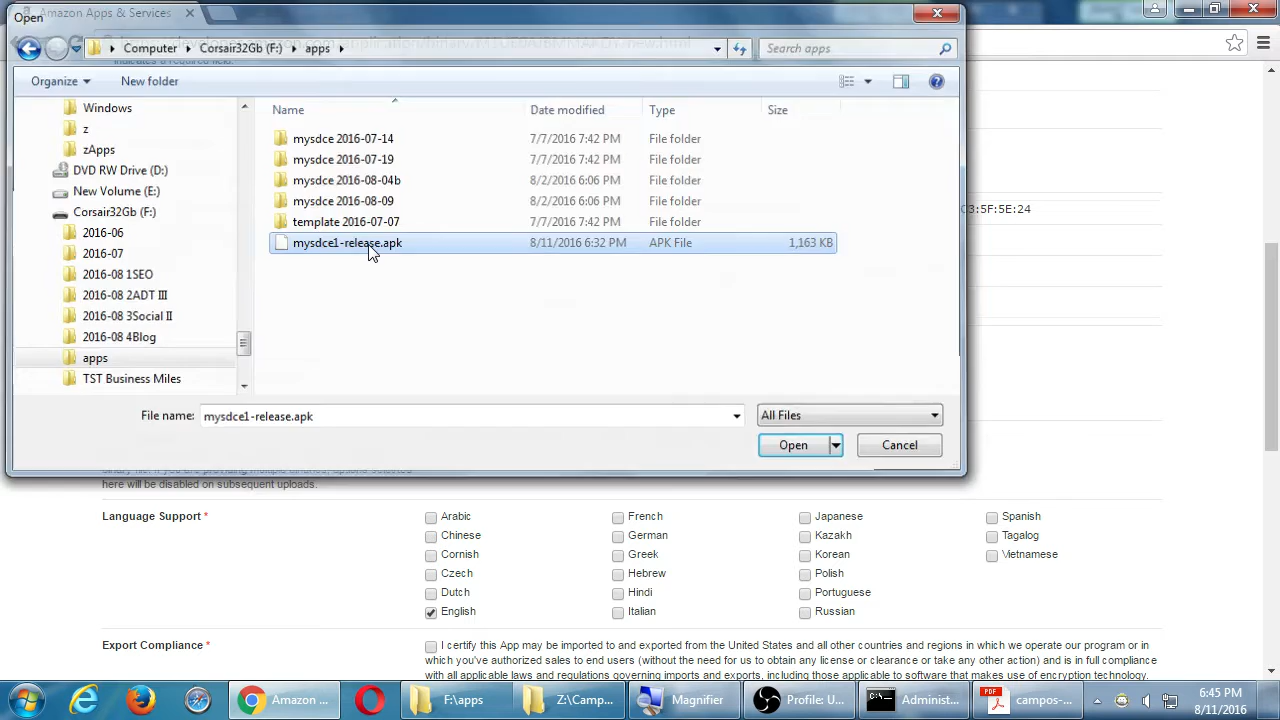 Amazon Apps & Services
Open
Computer
Corsair32Gb (F:)
apps
Search apps
Organize
New folder
Name
Date modified
Type
Size
Windows
z
zApps
DVD RW Drive (D:)
New Volume (E:)
Corsair32Gb (F:)
2016-06
2016-07
2016-08 1SEO
2016-08 2ADT III
2016-08 3Social II
2016-08 4Blog
apps
TST Business Miles
mysdce 2016-07-14 7/7/2016 7:42 PM File folder
mysdce 2016-07-19 7/7/2016 7:42 PM File folder
mysdce 2016-08-04b 8/2/2016 6:06 PM File folder
mysdce 2016-08-09 8/2/2016 6:06 PM File folder
template 2016-07-07 7/7/2016 7:42 PM File folder
mysdce1-release.apk 8/11/2016 6:32 PM APK File 1,163 KB
3:5F:5E:24
File name: mysdce1-release.apk
All Files
Open
Cancel
here will be disabled on subsequent uploads.
Language Support *
Arabic French Japanese Spanish
Chinese German Kazakh Tagalog
Cornish Greek Korean Vietnamese
Czech Hebrew Polish
Dutch Hindi Portuguese
English Italian Russian
Export Compliance *
I certify this App may be imported to and exported from the United States and all other countries and regions in which we operate our program or in
which you've authorized sales to end users (without the need for us to obtain any license or clearance or take any other action) and is in full compliance
with all applicable laws and regulations governing imports and exports, including those applicable to software that makes use of encryption technology.
Amazon ...
F:\apps
Z:\Camp...
Magnifier
Profile: U...
Administ...
campos-...
6:45 PM
8/11/2016